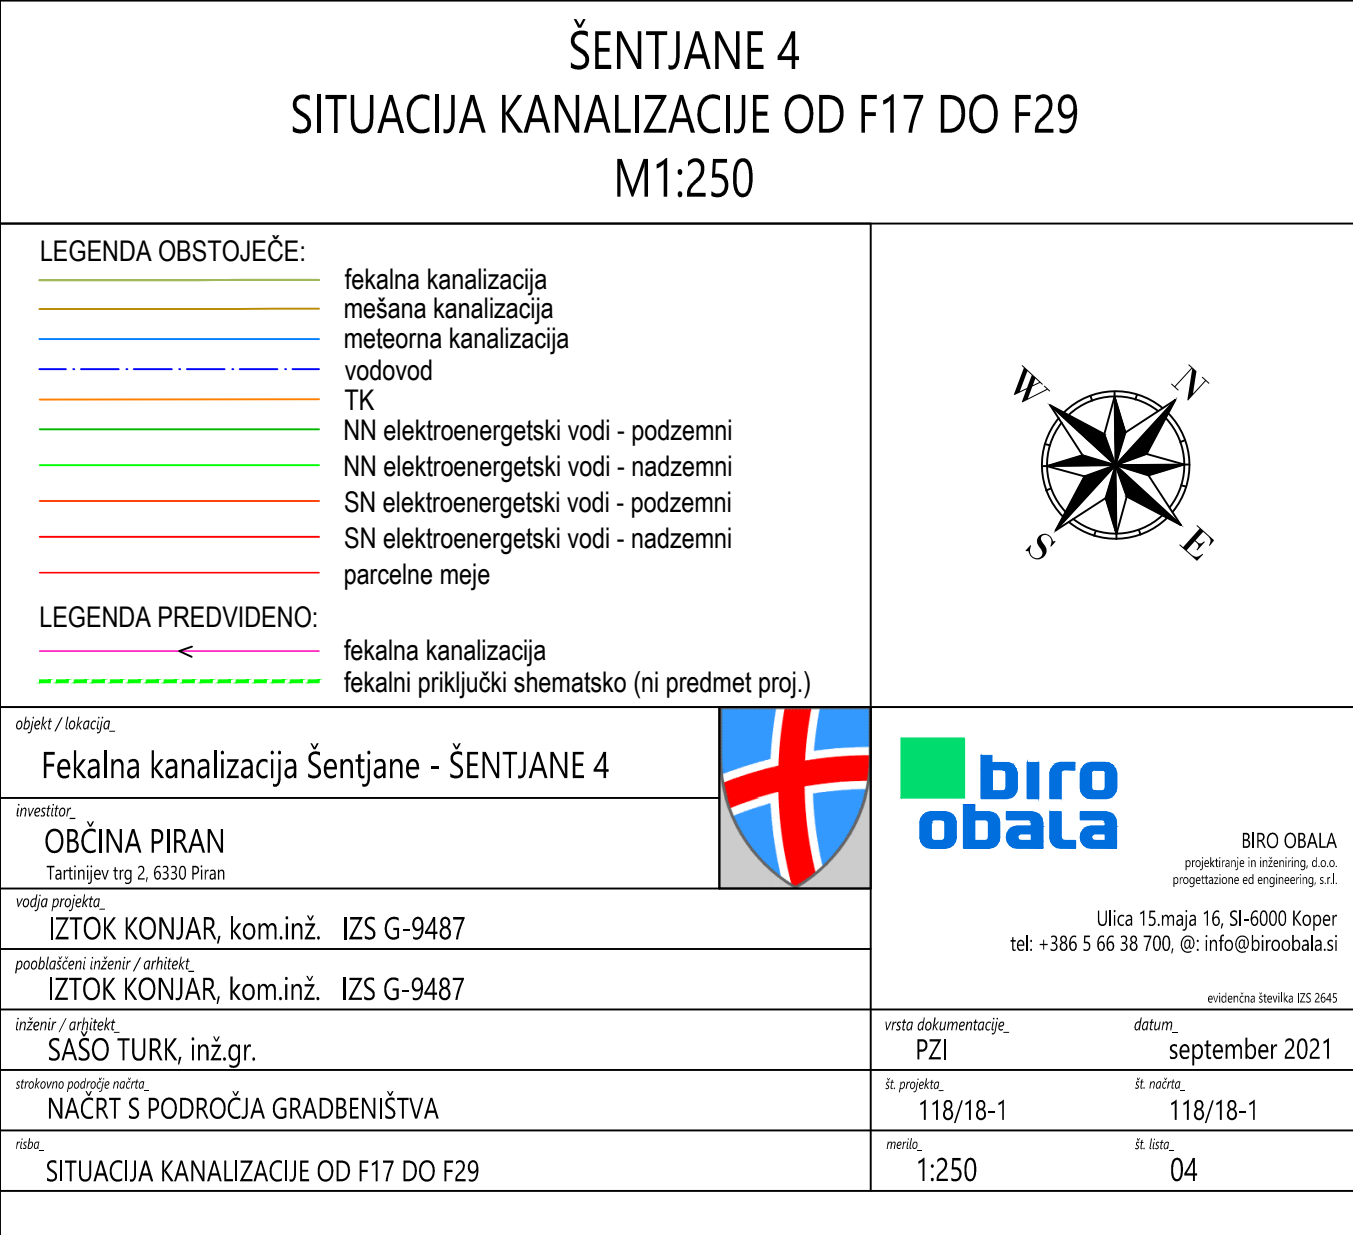 ŠENTJANE 4
SITUACIJA KANALIZACIJE OD F17 DO F29
M1:250
LEGENDA OBSTOJEČE:
fekalna kanalizacija
mešana kanalizacija
meteorna kanalizacija
vodovod
TK
NN elektroenergetski vodi - podzemni
NN elektroenergetski vodi - nadzemni
SN elektroenergetski vodi - podzemni
SN elektroenergetski vodi - nadzemni
parcelne meje
LEGENDA PREDVIDENO:
fekalna kanalizacija
fekalni priključki shematsko (ni predmet proj.)
W N
S E
objekt / lokacija_
Fekalna kanalizacija Šentjane - ŠENTJANE 4
investitor_
OBČINA PIRAN
Tartinijev trg 2, 6330 Piran
vodja projekta_
IZTOK KONJAR, kom.inž. IZS G-9487
pooblaščeni inženir / arhitekt_
IZTOK KONJAR, kom.inž. IZS G-9487
inženir / arhitekt_
SAŠO TURK, inž.gr.
strokovno področje načrta_
NAČRT S PODROČJA GRADBENIŠTVA
risba_
SITUACIJA KANALIZACIJE OD F17 DO F29
biro
obala
BIRO OBALA
projektiranje in inženiring, d.o.o.
progettazione ed engineering, s.r.l.
Ulica 15.maja 16, SI-6000 Koper
tel: +386 5 66 38 700, @: info@biroobala.si
evidenčna številka IZS 2645
vrsta dokumentacije_ datum_
PZI september 2021
št. projekta_ št. načrta_
118/18-1 118/18-1
merilo_ št. lista_
1:250 04